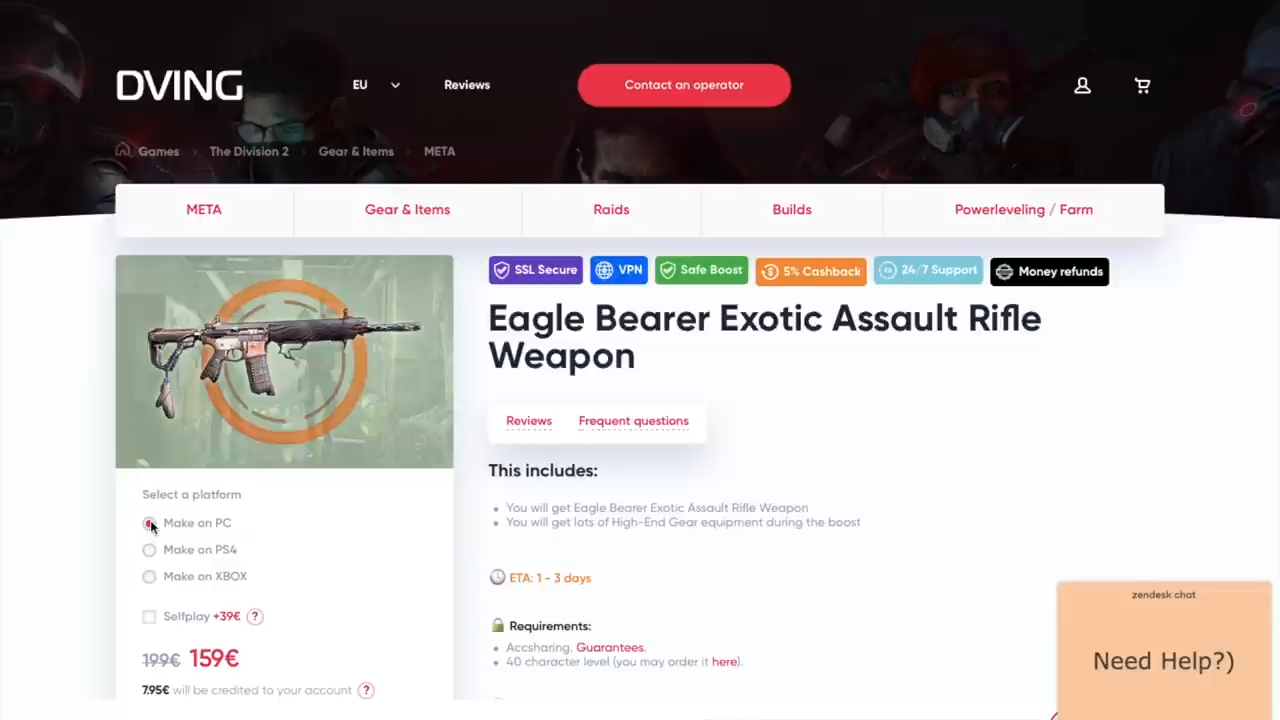 DVING
EU
Reviews
Contact an operator
Games
The Division 2
Gear & Items
META
META
Gear & Items
Raids
Builds
Powerleveling / Farm
SSL Secure
VPN
Safe Boost
5% Cashback
24/7 Support
Money refunds
Eagle Bearer Exotic Assault Rifle
Weapon
Reviews
Frequent questions
This includes:
You will get Eagle Bearer Exotic Assault Rifle Weapon
You will get lots of High-End Gear equipment during the boost
ETA: 1 - 3 days
Requirements:
Accsharing, Guarantees.
40 character level (you may order it here).
Select a platform
Make on PC
Make on PS4
Make on XBOX
Selfplay +39€ ?
199€ 159€
7.95€ will be credited to your account ?
zendesk chat
Need Help?)